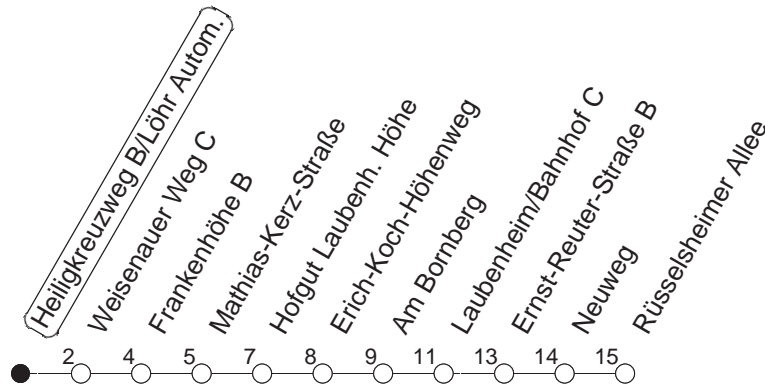 Heiligkreuzweg B/Löhr Autom.
Weisenauer Weg C
Frankenhöhe B
Mathias-Kerz-Straße
Hofgut Laubenh. Höhe
Erich-Koch-Höhenweg
Am Bornberg
Laubenheim/Bahnhof C
Ernst-Reuter-Straße B
Neuweg
Rüsselsheimer Allee
2 4 5 7 8 9 11 13 14 15